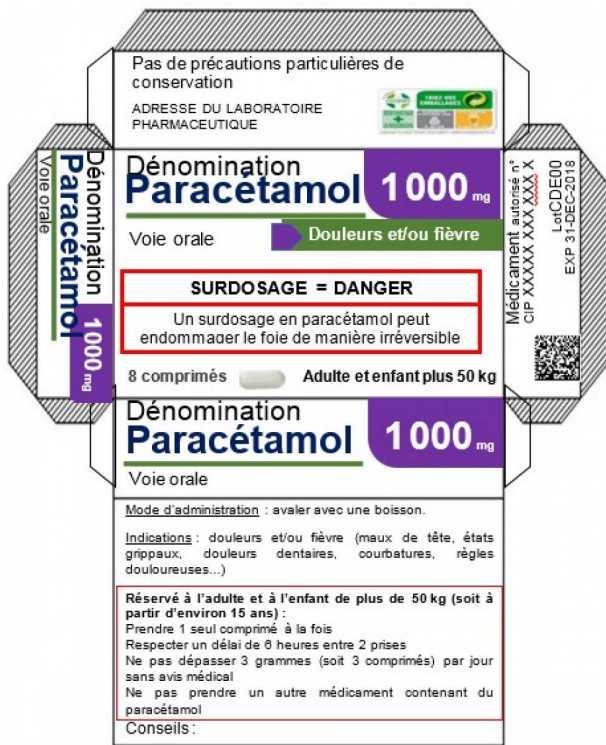 Pas de précautions particulières de
conservation
ADRESSE DU LABORATOIRE
PHARMACEUTIQUE
TRIEZ VOS
EMBALLAGES
Dénomination
Paracétamol
1000 mg
Voie orale
Dénomination
Paracétamol 1000 mg
Voie orale
Douleurs et/ou fièvre
SURDOSAGE = DANGER
Un surdosage en paracétamol peut
endommager le foie de manière irréversible
8 comprimés
Adulte et enfant plus 50 kg
Médicament autorisé n°
CIP XXXXX XXX XXXX X
LotCDE00
EXP 31-DEC-2018
Dénomination
Paracétamol 1000 mg
Voie orale
Mode d'administration : avaler avec une boisson.
Indications : douleurs et/ou fièvre (maux de tête, états
grippaux, douleurs dentaires, courbatures, règles
douloureuses...)
Réservé à l'adulte et à l'enfant de plus de 50 kg (soit à
partir d'environ 15 ans) :
Prendre 1 seul comprimé à la fois
Respecter un délai de 6 heures entre 2 prises
Ne pas dépasser 3 grammes (soit 3 comprimés) par jour
sans avis médical
Ne pas prendre un autre médicament contenant du
paracétamol
Conseils :